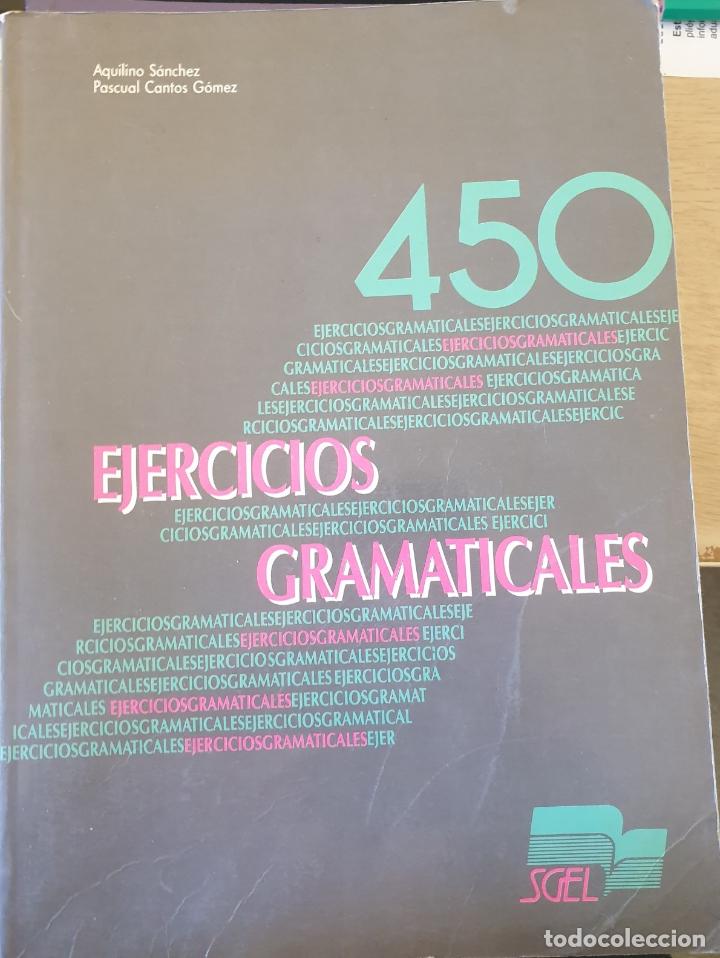 Aquilino Sánchez
Pascual Cantos Gómez
450
EJERCICIOSGRAMATICALESEJERCICIOSGRAMATICALESEJE
CICIOSGRAMATICALESEJERCICIOSGRAMATICALESEJERCIC
GRAMATICALESEJERCICIOSGRAMATICALESEJERCICIOSGRA
CALESEJERCICIOSGRAMATICALES EJERCICIOSGRAMATICA
LESEJERCICIOSGRAMATICALESEJERCICIOSGRAMATICALESE
RCICIOSGRAMATICALESEJERCICIOSGRAMATICALESEJERCIC
EJERCICIOS
EJERCICIOSGRAMATICALESEJERCICIOSGRAMATICALESEJER
CICIOSGRAMATICALESEJERCICIOSGRAMATICALES EJERCICI
GRAMATICALES
EJERCICIOSGRAMATICALESEJERCICIOSGRAMATICALESEJE
RCICIOSGRAMATICALESEJERCICIOSGRAMATICALES EJERCI
CIOSGRAMATICALESEJERCICIOSGRAMATICALESEJERCICIOS
GRAMATICALESEJERCICIOSGRAMATICALES EJERCICIOSGRA
MATICALES EJERCICIOSGRAMATICALESEJERCICIOSGRAMAT
ICALESEJERCICIOSGRAMATICALESEJERCICIOSGRAMATICAL
EJERCICIOSGRAMATICALESEJERCICIOSGRAMATICALESEJER
SGEL
todocoleccion